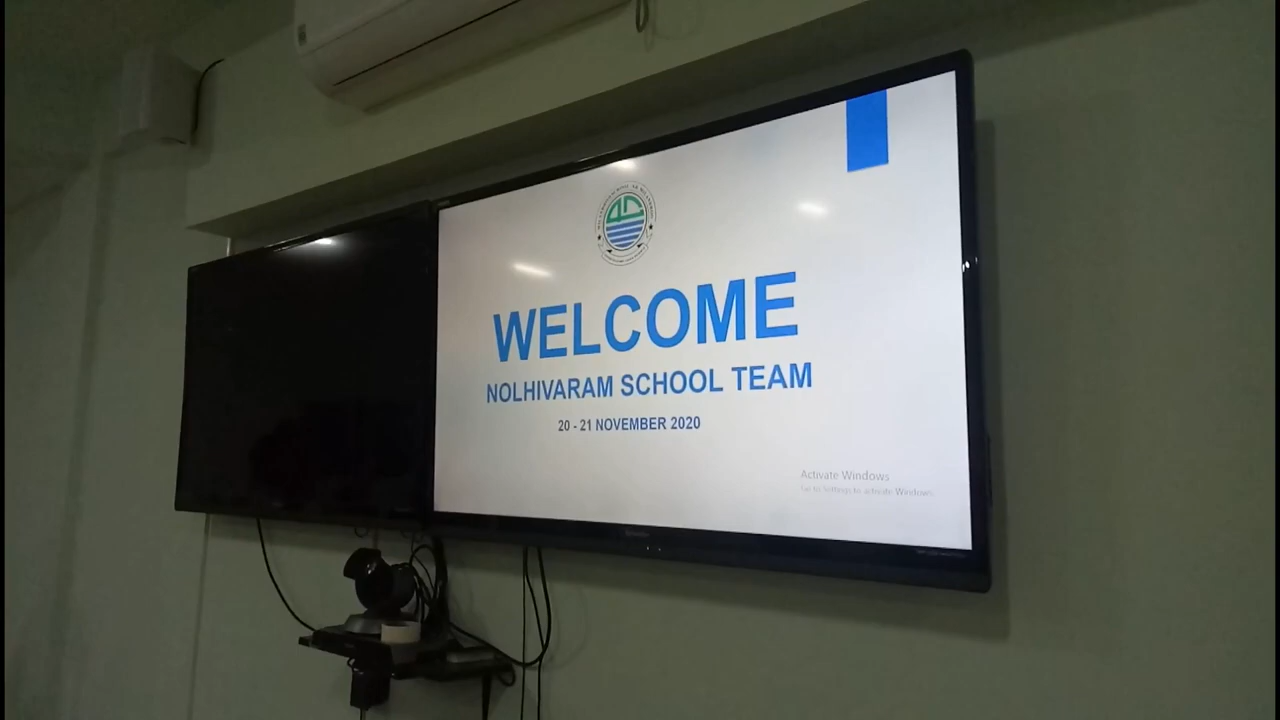 WELCOME
NOLHIVARAM SCHOOL TEAM
20 - 21 NOVEMBER 2020
Activate Windows
Go to Settings to activate Windows.